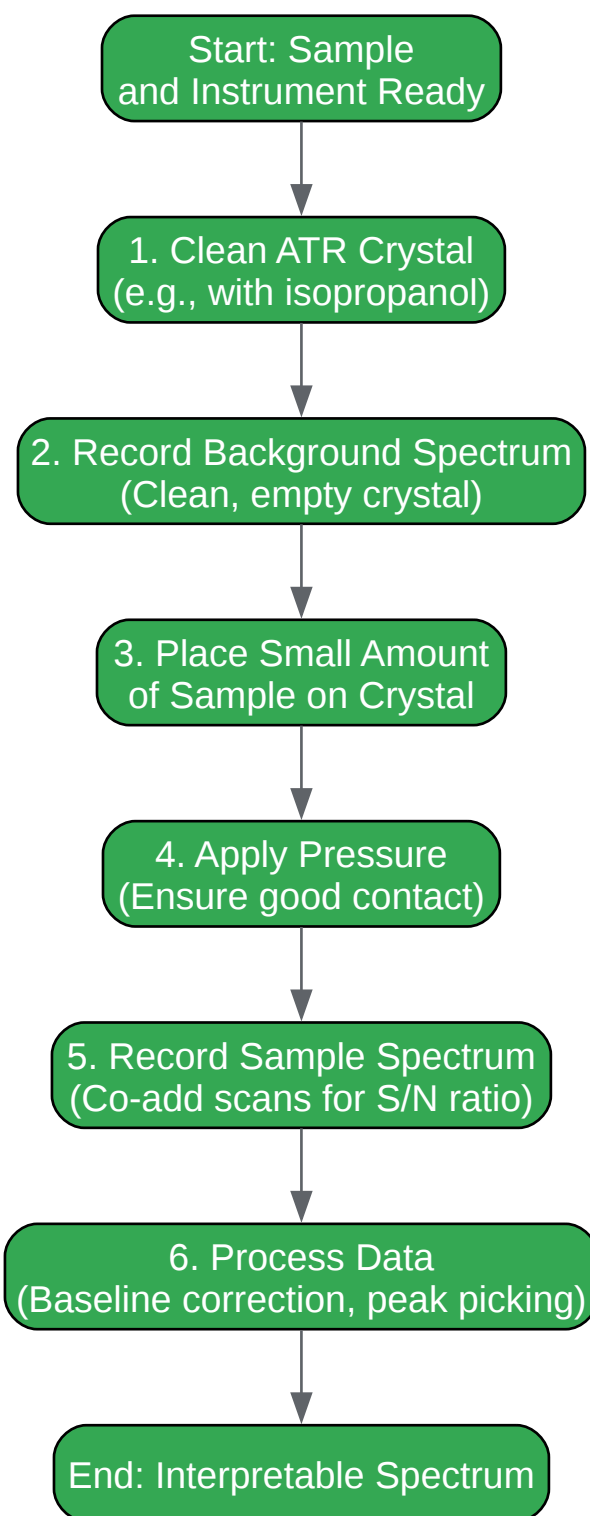 Start: Sample
and Instrument Ready
1. Clean ATR Crystal
(e.g., with isopropanol)
2. Record Background Spectrum
(Clean, empty crystal)
3. Place Small Amount
of Sample on Crystal
4. Apply Pressure
(Ensure good contact)
5. Record Sample Spectrum
(Co-add scans for S/N ratio)
6. Process Data
(Baseline correction, peak picking)
End: Interpretable Spectrum